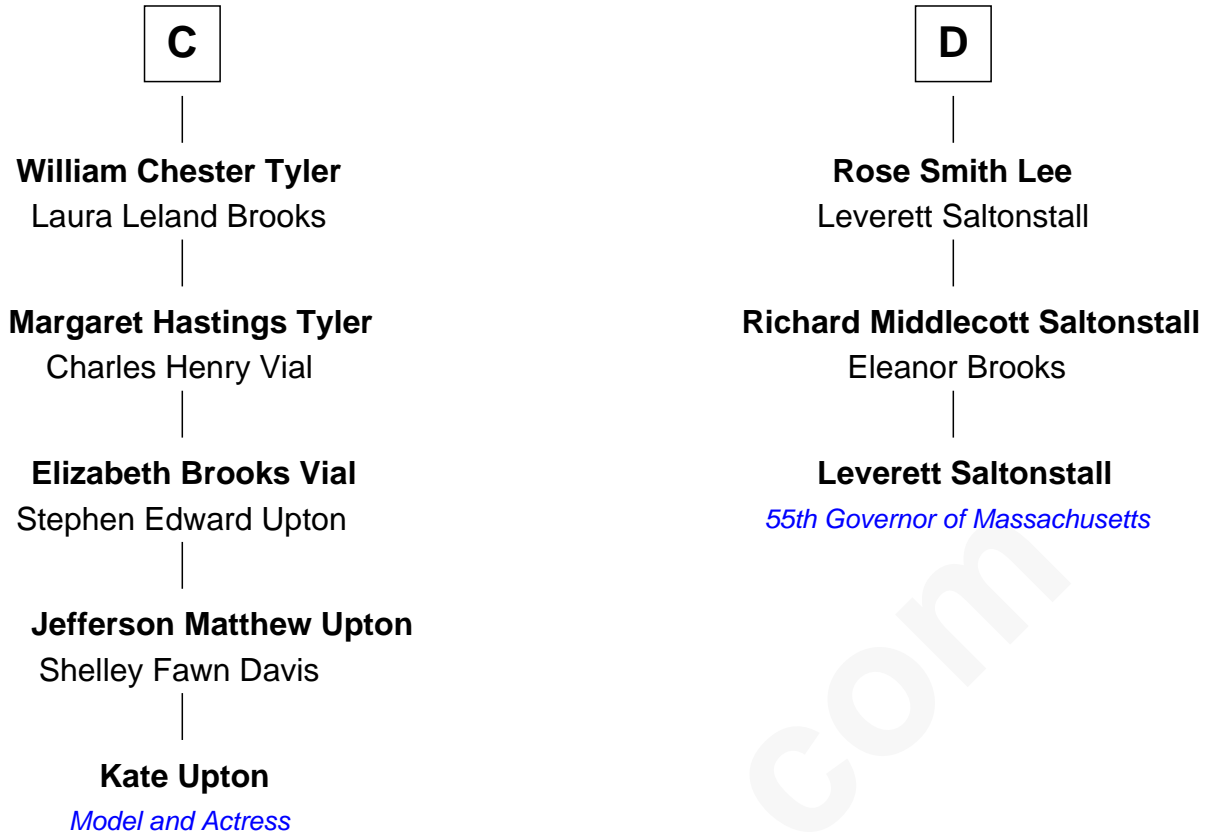 C
William Chester Tyler
Laura Leland Brooks
Margaret Hastings Tyler
Charles Henry Vial
Elizabeth Brooks Vial
Stephen Edward Upton
Jefferson Matthew Upton
Shelley Fawn Davis
Kate Upton
Model and Actress
D
Rose Smith Lee
Leverett Saltonstall
Richard Middlecott Saltonstall
Eleanor Brooks
Leverett Saltonstall
55th Governor of Massachusetts
com